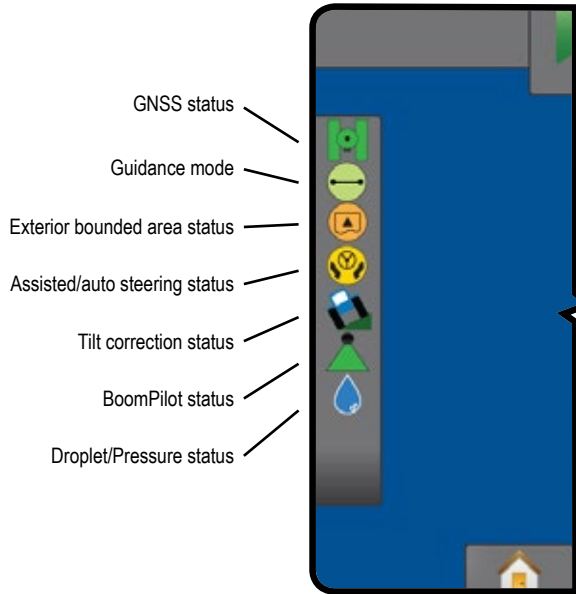 GNSS status
Guidance mode
Exterior bounded area status
Assisted/auto steering status
Tilt correction status
BoomPilot status
Droplet/Pressure status